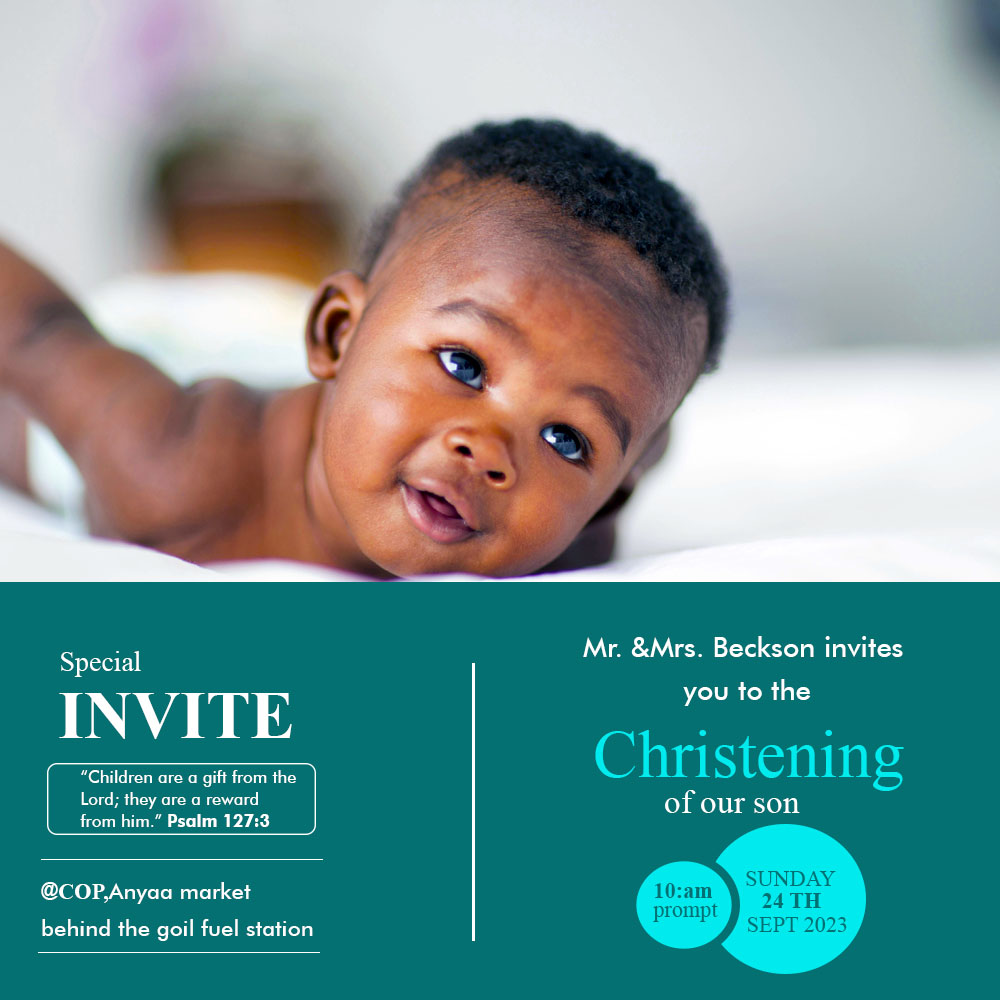 Special
INVITE
“Children are a gift from the
Lord; they are a reward
from him.” Psalm 127:3
@COP,Anyaa market
behind the goil fuel station
Mr. &Mrs. Beckson invites
you to the
Christening
of our son
10:am
prompt
SUNDAY
24 TH
SEPT 2023